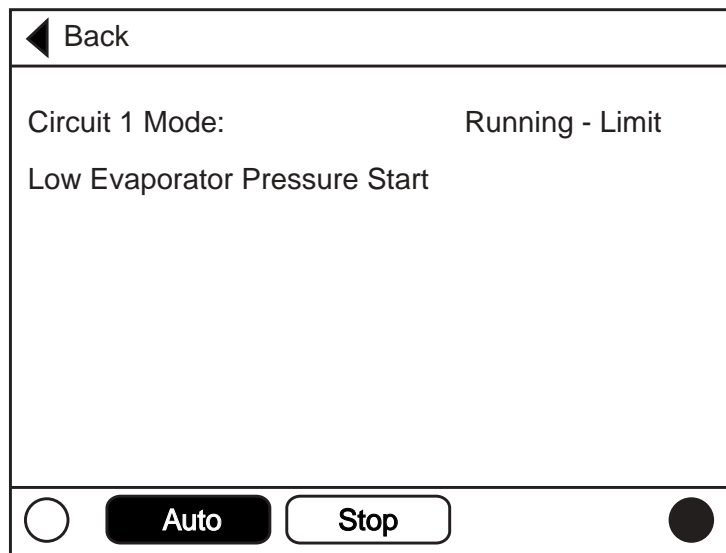 Back
Circuit 1 Mode: Running - Limit
Low Evaporator Pressure Start
Auto Stop